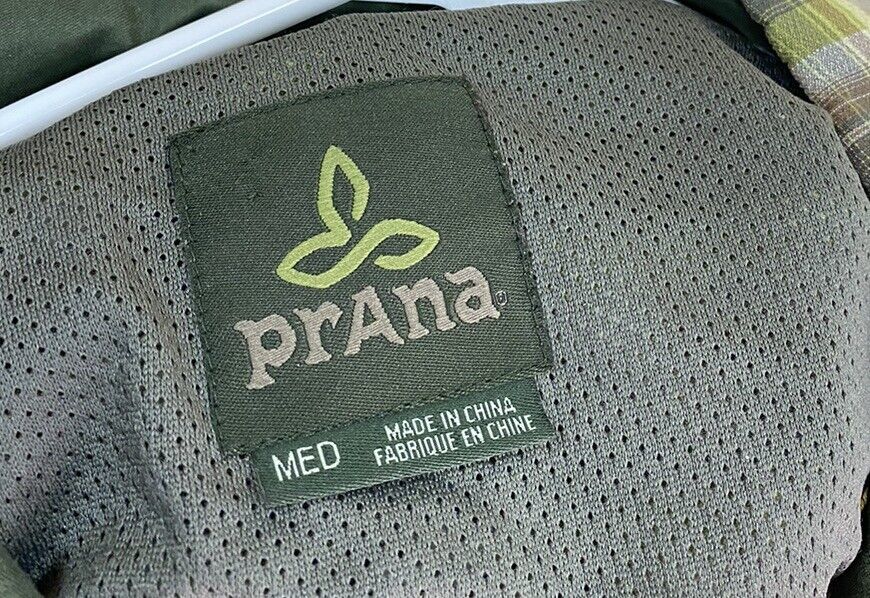 prAna®
MED
MADE IN CHINA
FABRIQUE EN CHINE